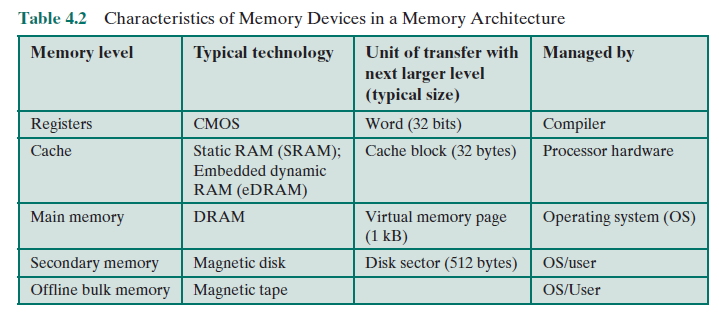 Table 4.2 Characteristics of Memory Devices in a Memory Architecture
Memory level Typical technology Unit of transfer with next larger level (typical size) Managed by
Registers CMOS Word (32 bits) Compiler
Cache Static RAM (SRAM); Embedded dynamic RAM (eDRAM) Cache block (32 bytes) Processor hardware
Main memory DRAM Virtual memory page (1 kB) Operating system (OS)
Secondary memory Magnetic disk Disk sector (512 bytes) OS/user
Offline bulk memory Magnetic tape OS/User